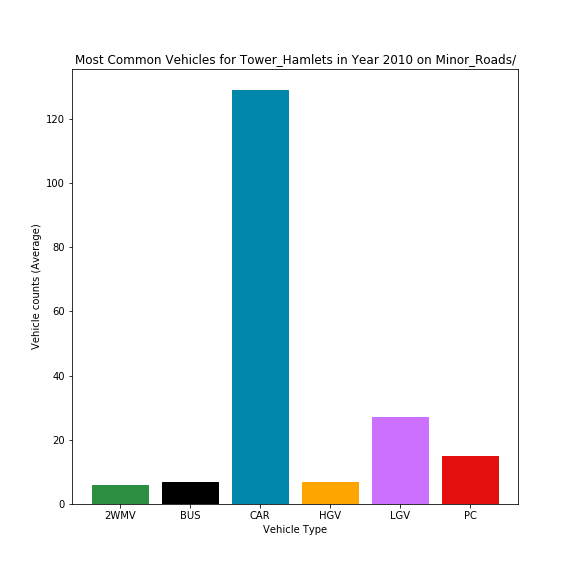 Most Common Vehicles for Tower_Hamlets in Year 2010 on Minor_Roads/
Vehicle counts (Average)
120
100
80
60
40
20
0
2WMV BUS CAR HGV LGV PC
Vehicle Type